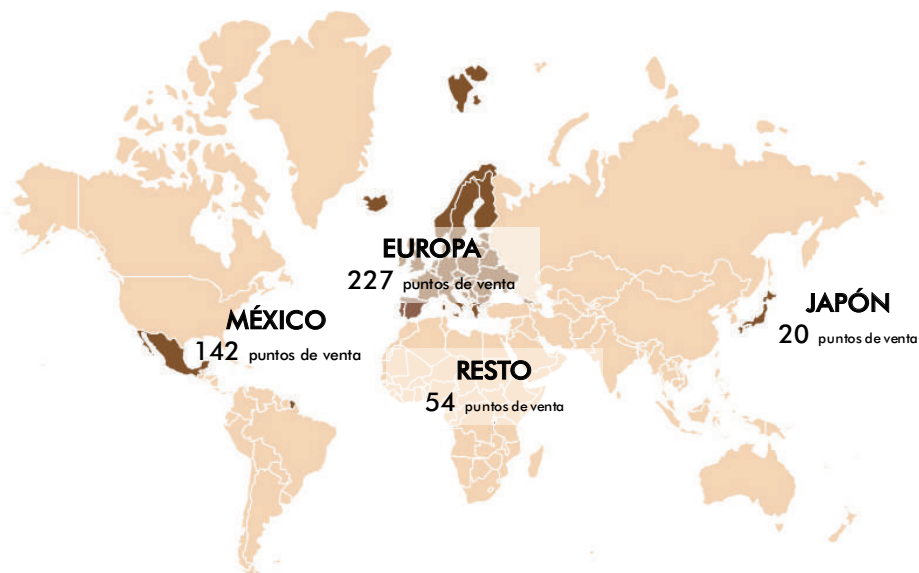 EUROPA
227 puntos de venta
MÉXICO
142 puntos de venta
JAPÓN
20 puntos de venta
RESTO
54 puntos de venta